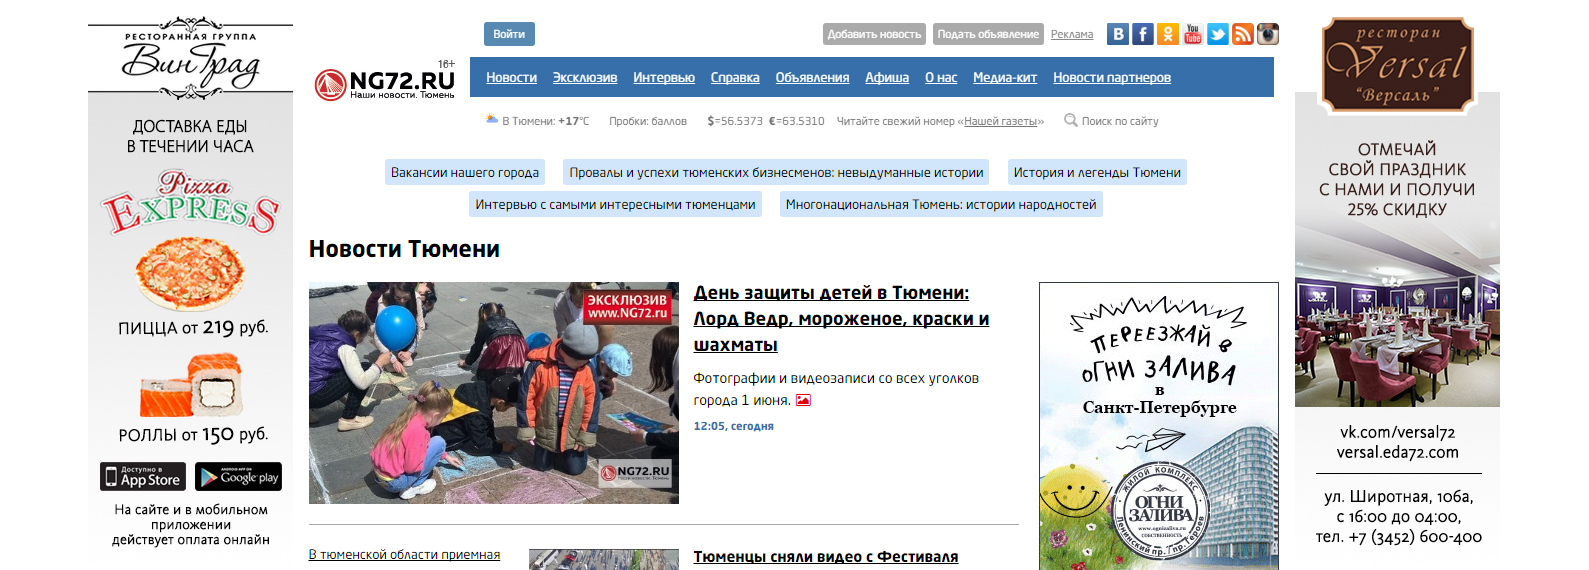 РЕСТОРАННАЯ ГРУППА
ВинГрад
ДОСТАВКА ЕДЫ
В ТЕЧЕНИИ ЧАСА
Pizza
EXPRESS
ПИЦЦА от 219 руб.
РОЛЛЫ от 150 руб.
Доступно в
App Store
ANDROID APP ON
Google play
На сайте и в мобильном
приложении
действует оплата онлайн
Войти
Добавить новость
Подать объявление
Реклама
16+
NG72.RU
Наши новости. Тюмень
Новости Эксклюзив Интервью Справка Объявления Афиша О нас Медиа-кит Новости партнеров
В Тюмени: +17°C Пробки: баллов $=56.5373 €=63.5310 Читайте свежий номер «Нашей газеты» Поиск по сайту
Вакансии нашего города
Провалы и успехи тюменских бизнесменов: невыдуманные истории
История и легенды Тюмени
Интервью с самыми интересными тюменцами
Многонациональная Тюмень: истории народностей
Новости Тюмени
ЭКСКЛЮЗИВ
www.NG72.ru
NG72.RU
Наши новости. Тюмень
День защиты детей в Тюмени:
Лорд Ведр, мороженое, краски и
шахматы
Фотографии и видеозаписи со всех уголков
города 1 июня.
12:05, сегодня
В тюменской области приемная
Тюменцы сняли видео с Фестиваля
ПЕРЕЕЗЖАЙ В
ОГНИ ЗАЛИВА
в
Санкт-Петербурге
ЖИЛОЙ КОМПЛЕКС
ОГНИ
ЗАЛИВА
www.ognizaliva.ru
СОБСТВЕННОСТЬ
Ленинский пр./пр. Героев
ресторан
Versal
"Версаль"
ОТМЕЧАЙ
СВОЙ ПРАЗДНИК
С НАМИ И ПОЛУЧИ
25% СКИДКУ
vk.com/versal72
versal.eda72.com
ул. Широтная, 106а,
с 16:00 до 04:00,
тел. +7 (3452) 600-400